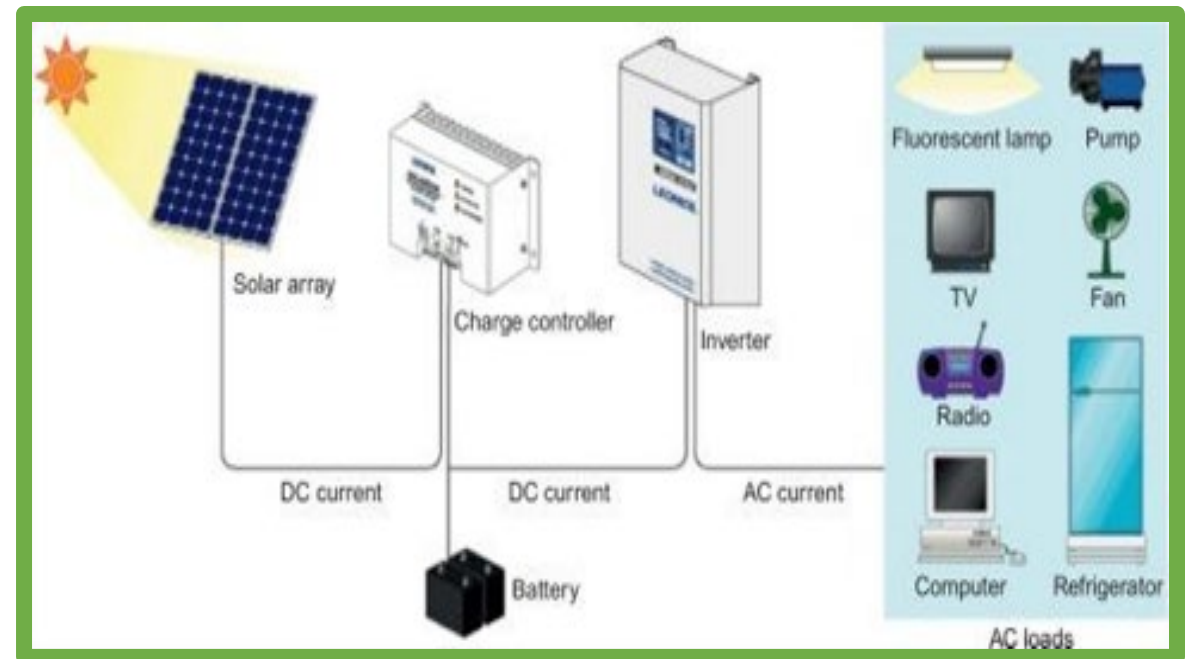 Fluorescent lamp
Pump
Solar array
TV
Fan
Charge controller
Inverter
Radio
DC current
DC current
AC current
Computer
Refrigerator
Battery
AC loads